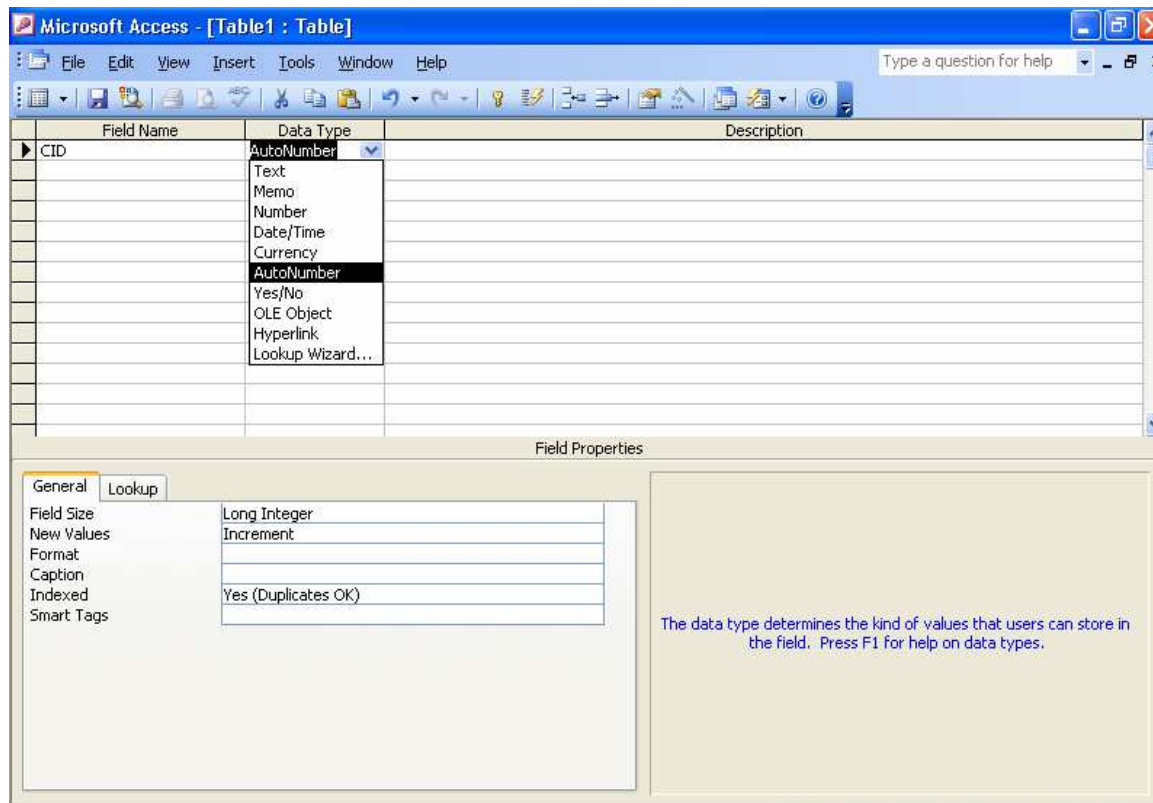 Microsoft Access - [Table1 : Table]
File Edit View Insert Tools Window Help Type a question for help
Field Name Data Type Description
CID AutoNumber
Text
Memo
Number
Date/Time
Currency
AutoNumber
Yes/No
OLE Object
Hyperlink
Lookup Wizard...
Field Properties
General Lookup
Field Size Long Integer
New Values Increment
Format
Caption
Indexed Yes (Duplicates OK)
Smart Tags
The data type determines the kind of values that users can store in
the field. Press F1 for help on data types.